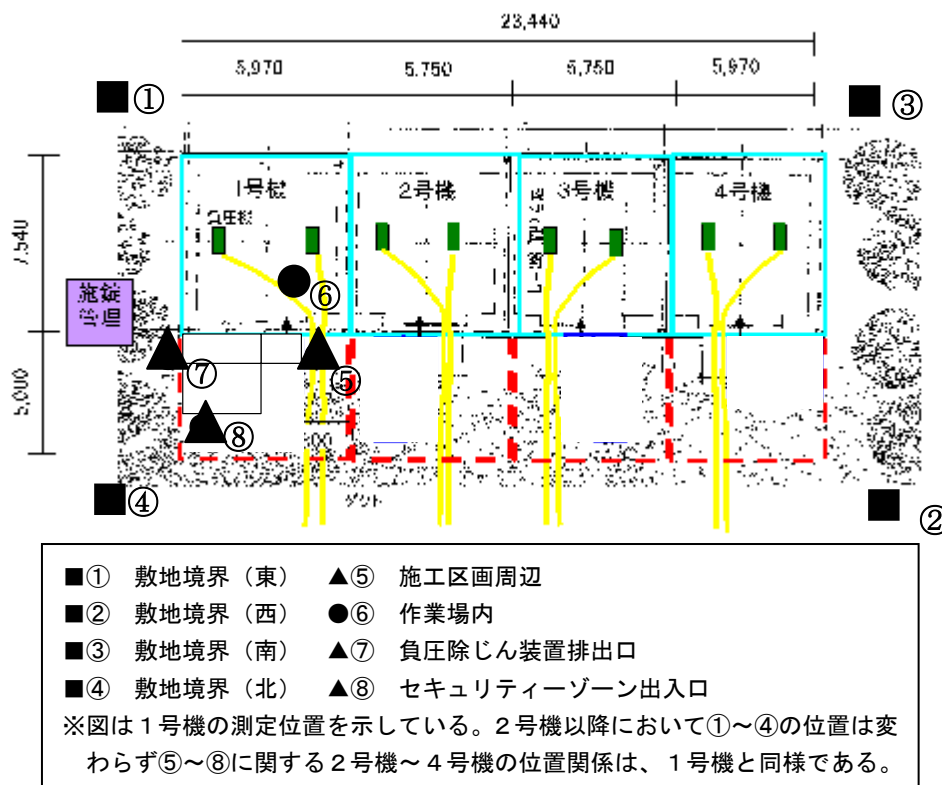 23,440
5,970 5,750 5,750 5,970
■① ■③
1号機 2号機 3号機 4号機
負圧機
7,540
⑥
施錠
⑦ ⑤
5,000
⑧
■④ ダクト ■②
■① 敷地境界（東） ▲⑤ 施工区画周辺
■② 敷地境界（西） ●⑥ 作業場内
■③ 敷地境界（南） ▲⑦ 負圧除じん装置排出口
■④ 敷地境界（北） ▲⑧ セキュリティーゾーン出入口
※図は１号機の測定位置を示している。２号機以降において①～④の位置は変
わらず⑤～⑧に関する２号機～４号機の位置関係は、１号機と同様である。